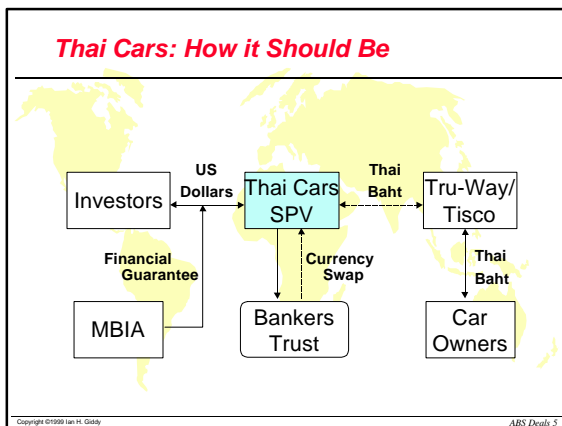 Thai Cars: How it Should Be
US
Dollars
Thai
Baht
Investors
Thai Cars
SPV
Tru-Way/
Tisco
Financial
Guarantee
Currency
Swap
Thai
Baht
MBIA
Bankers
Trust
Car
Owners
Copyright ©1999 Ian H. Giddy
ABS Deals 5